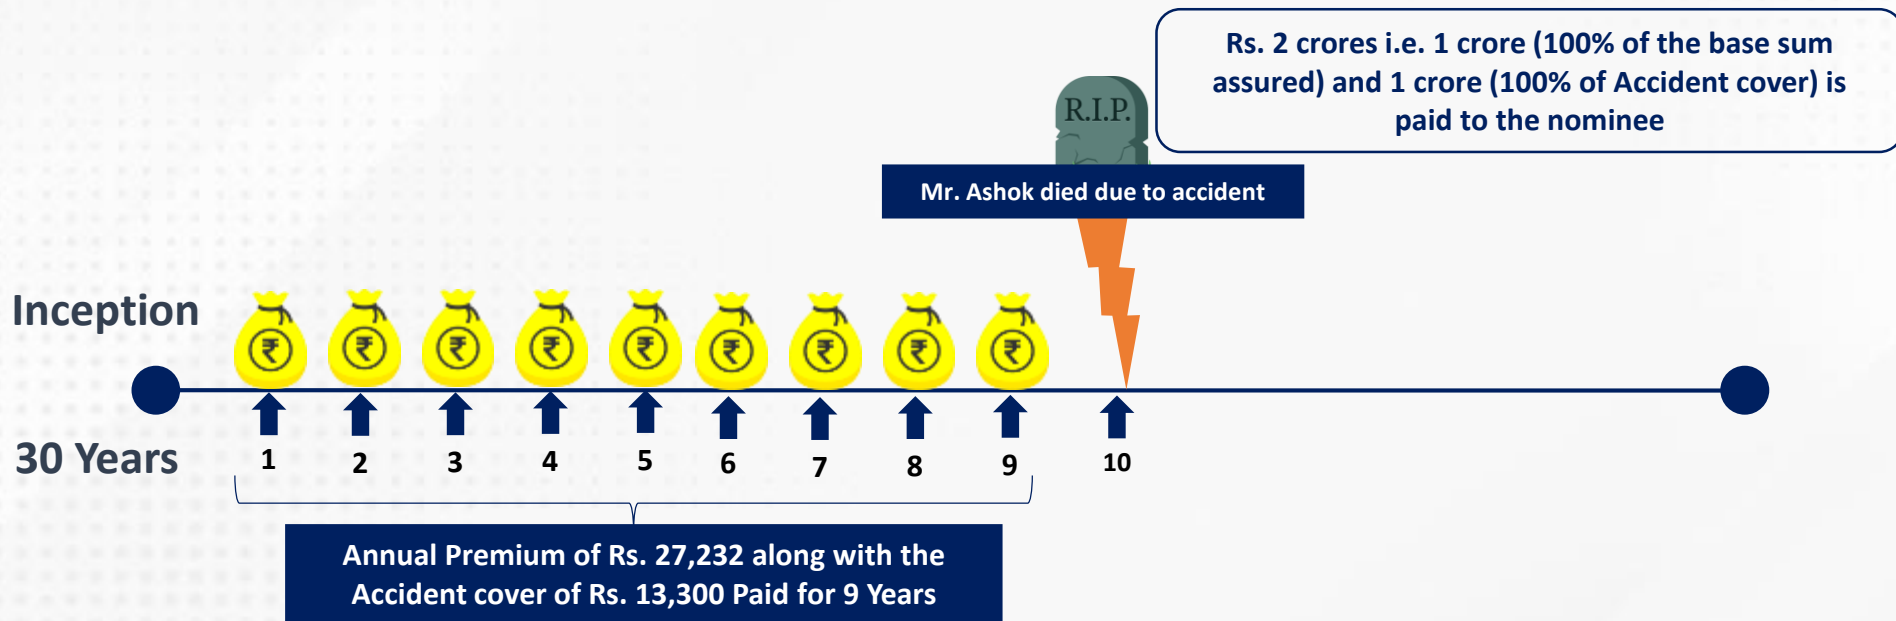 Rs. 2 crores i.e. 1 crore (100% of the base sum
assured) and 1 crore (100% of Accident cover) is
paid to the nominee
R.I.P.
Mr. Ashok died due to accident
Inception
₹ ₹ ₹ ₹ ₹ ₹ ₹ ₹ ₹
30 Years
1 2 3 4 5 6 7 8 9 10
Annual Premium of Rs. 27,232 along with the
Accident cover of Rs. 13,300 Paid for 9 Years